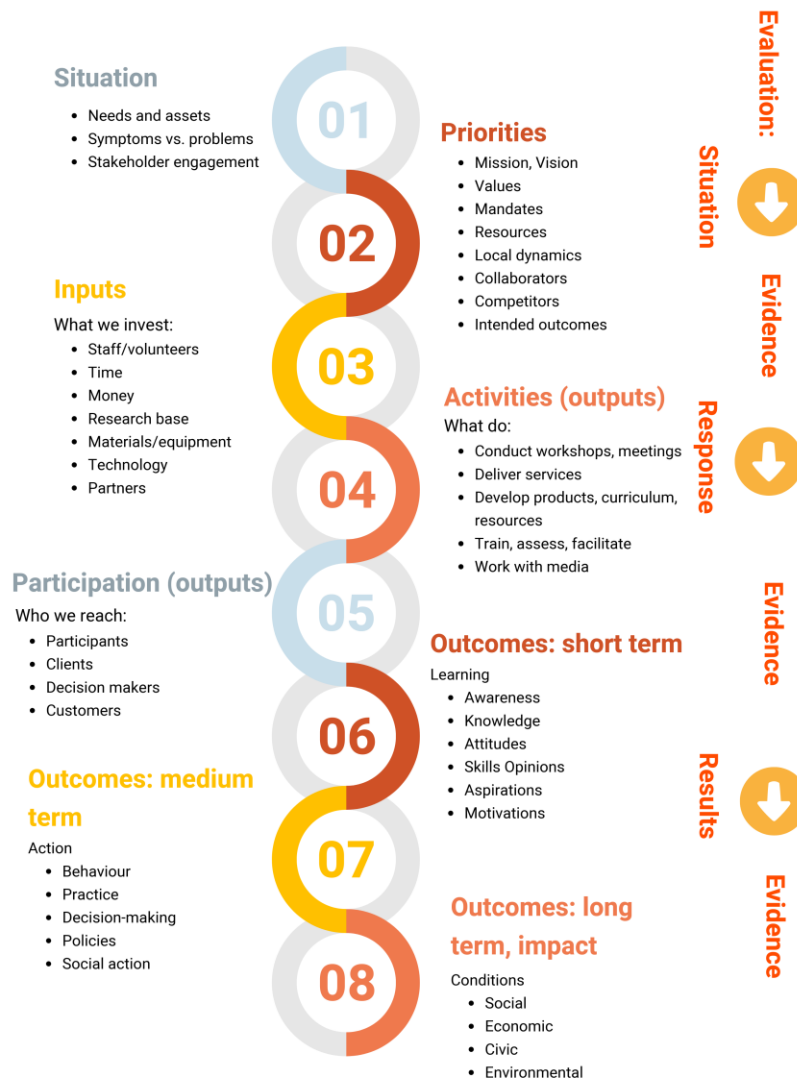 Situation
Needs and assets
Symptoms vs. problems
Stakeholder engagement
01
Priorities
Mission, Vision
Values
Mandates
Resources
Local dynamics
Collaborators
Competitors
Intended outcomes
02
Inputs
What we invest:
Staff/volunteers
Time
Money
Research base
Materials/equipment
Technology
Partners
03
Activities (outputs)
What do:
Conduct workshops, meetings
Deliver services
Develop products, curriculum,
resources
Train, assess, facilitate
Work with media
04
Participation (outputs)
Who we reach:
Participants
Clients
Decision makers
Customers
05
Outcomes: short term
Learning
Awareness
Knowledge
Attitudes
Skills Opinions
Aspirations
Motivations
06
Outcomes: medium
term
Action
Behaviour
Practice
Decision-making
Policies
Social action
07
Outcomes: long
term, impact
Conditions
Social
Economic
Civic
Environmental
08
Evaluation:
Situation
Evidence
Response
Evidence
Results
Evidence